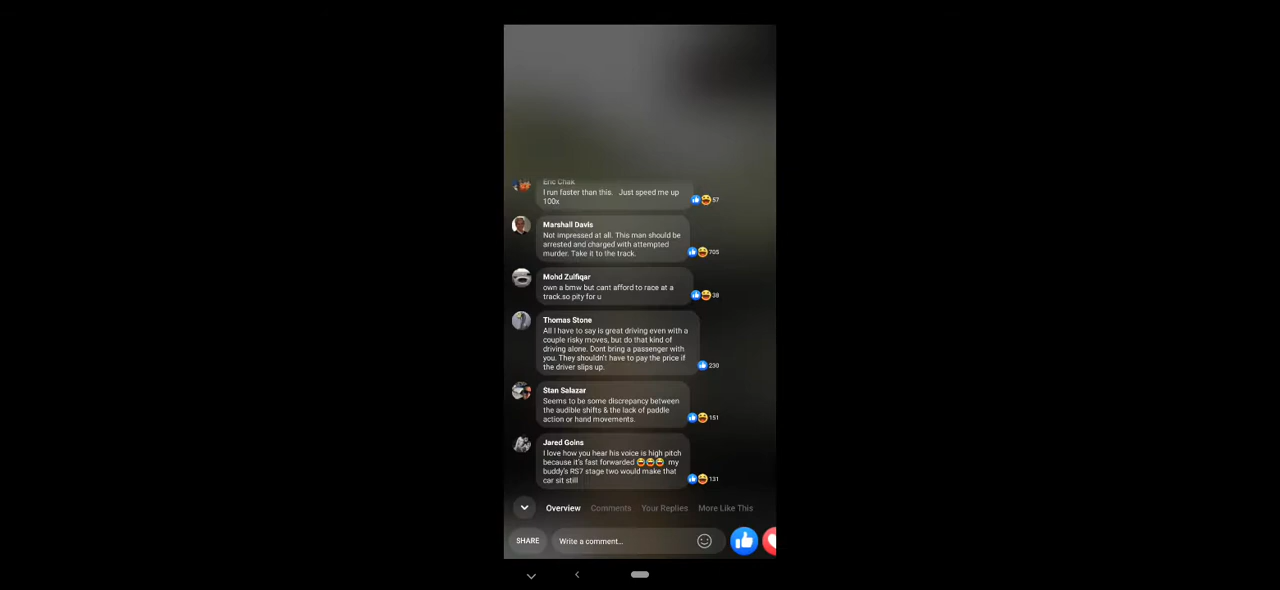 Eric Chak
I run faster than this. Just speed me up
100x
57
Marshall Davis
Not impressed at all. This man should be
arrested and charged with attempted
murder. Take it to the track.
705
Mohd Zulfiqar
own a bmw but cant afford to race at a
track.so pity for u
38
Thomas Stone
All I have to say is great driving even with a
couple risky moves, but do that kind of
driving alone. Dont bring a passenger with
you. They shouldn't have to pay the price if
the driver slips up.
230
Stan Salazar
Seems to be some discrepancy between
the audible shifts & the lack of paddle
action or hand movements.
151
Jared Goins
I love how you hear his voice is high pitch
because it's fast forwarded 😂😂😂 my
buddy's RS7 stage two would make that
car sit still
131
Overview Comments Your Replies More Like This
SHARE Write a comment...